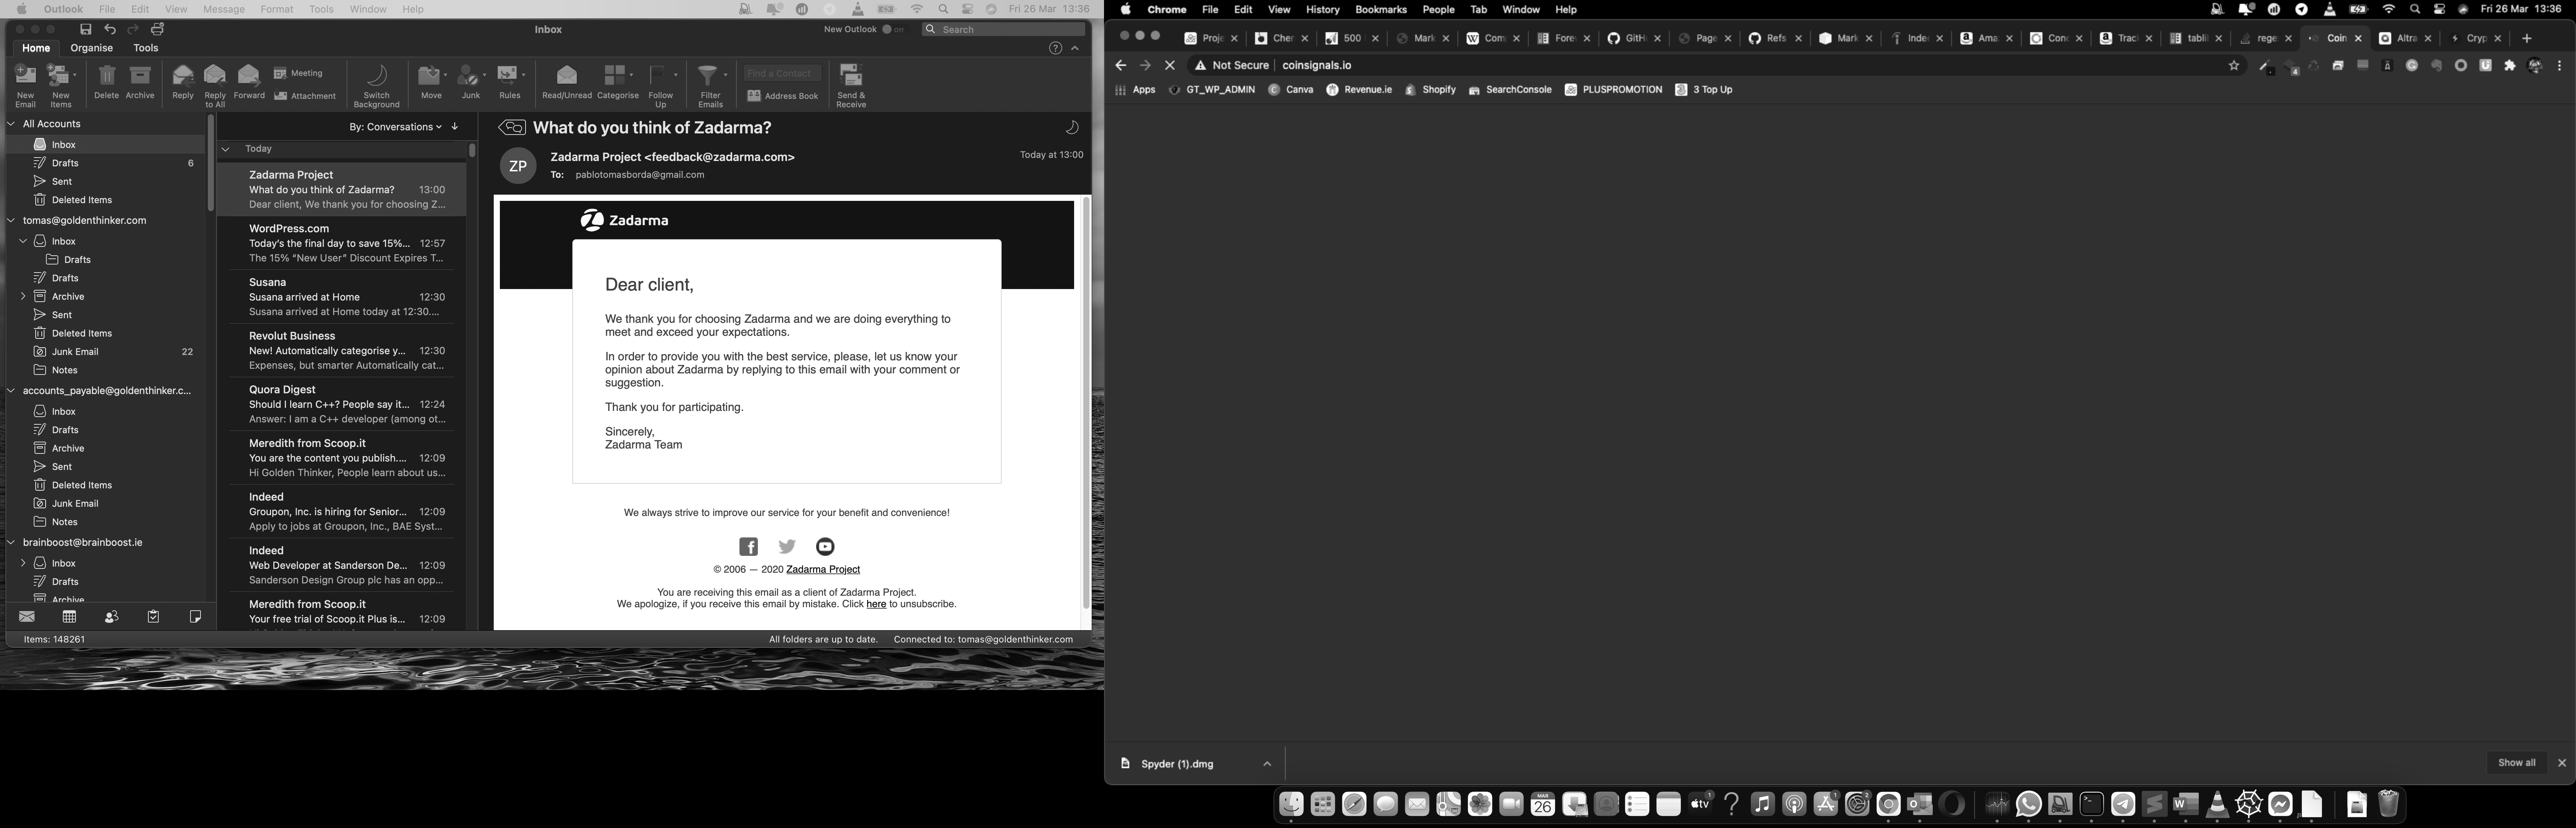 Outlook File Edit View Message Format Tools Window Help Fri 26 Mar 13:36
Inbox
New Outlook
Search
Home Organise Tools
New Email
New Items
Delete
Archive
Reply
Reply to All
Forward
Meeting
Attachment
Switch Background
Move
Junk
Rules
Read/Unread
Categorise
Follow Up
Filter Emails
Find a Contact
Address Book
Send & Receive
All Accounts
Inbox
Drafts 6
Sent
Deleted Items
tomas@goldenthinker.com
Inbox
Drafts
Drafts
Archive
Sent
Deleted Items
Junk Email 22
Notes
accounts_payable@goldenthinker.c...
Inbox
Drafts
Archive
Sent
Deleted Items
Junk Email
Notes
brainboost@brainboost.ie
Inbox
Drafts
Archive
Items: 148261
By: Conversations
Today
Zadarma Project
What do you think of Zadarma? 13:00
Dear client, We thank you for choosing Z...
WordPress.com
Today's the final day to save 15%... 12:57
The 15% "New User" Discount Expires T...
Susana
Susana arrived at Home 12:30
Susana arrived at Home today at 12:30....
Revolut Business
New! Automatically categorise y... 12:30
Expenses, but smarter Automatically cat...
Quora Digest
Should I learn C++? People say it... 12:24
Answer: I am a C++ developer (among ot...
Meredith from Scoop.it
You are the content you publish.... 12:09
Hi Golden Thinker, People learn about us...
Indeed
Groupon, Inc. is hiring for Senior... 12:09
Apply to jobs at Groupon, Inc., BAE Syst...
Indeed
Web Developer at Sanderson De... 12:09
Sanderson Design Group plc has an opp...
Meredith from Scoop.it
Your free trial of Scoop.it Plus is... 12:09
What do you think of Zadarma?
ZP
Zadarma Project <feedback@zadarma.com>
Today at 13:00
To: pablotomasborda@gmail.com
Zadarma
Dear client,
We thank you for choosing Zadarma and we are doing everything to
meet and exceed your expectations.
In order to provide you with the best service, please, let us know your
opinion about Zadarma by replying to this email with your comment or
suggestion.
Thank you for participating.
Sincerely,
Zadarma Team
We always strive to improve our service for your benefit and convenience!
© 2006 — 2020 Zadarma Project
You are receiving this email as a client of Zadarma Project.
We apologize, if you receive this email by mistake. Click here to unsubscribe.
All folders are up to date. Connected to: tomas@goldenthinker.com
Chrome File Edit View History Bookmarks People Tab Window Help Fri 26 Mar 13:36
Proje Cher 500 Mark Com Forev GitHu Page Refs Mark Index Ama Conc Track tabli rege Coin Altra Cryp
Not Secure coinsignals.io
Apps GT_WP_ADMIN Canva Revenue.ie Shopify SearchConsole PLUSPROMOTION 3 Top Up
Spyder (1).dmg
Show all
MAR 26
tv